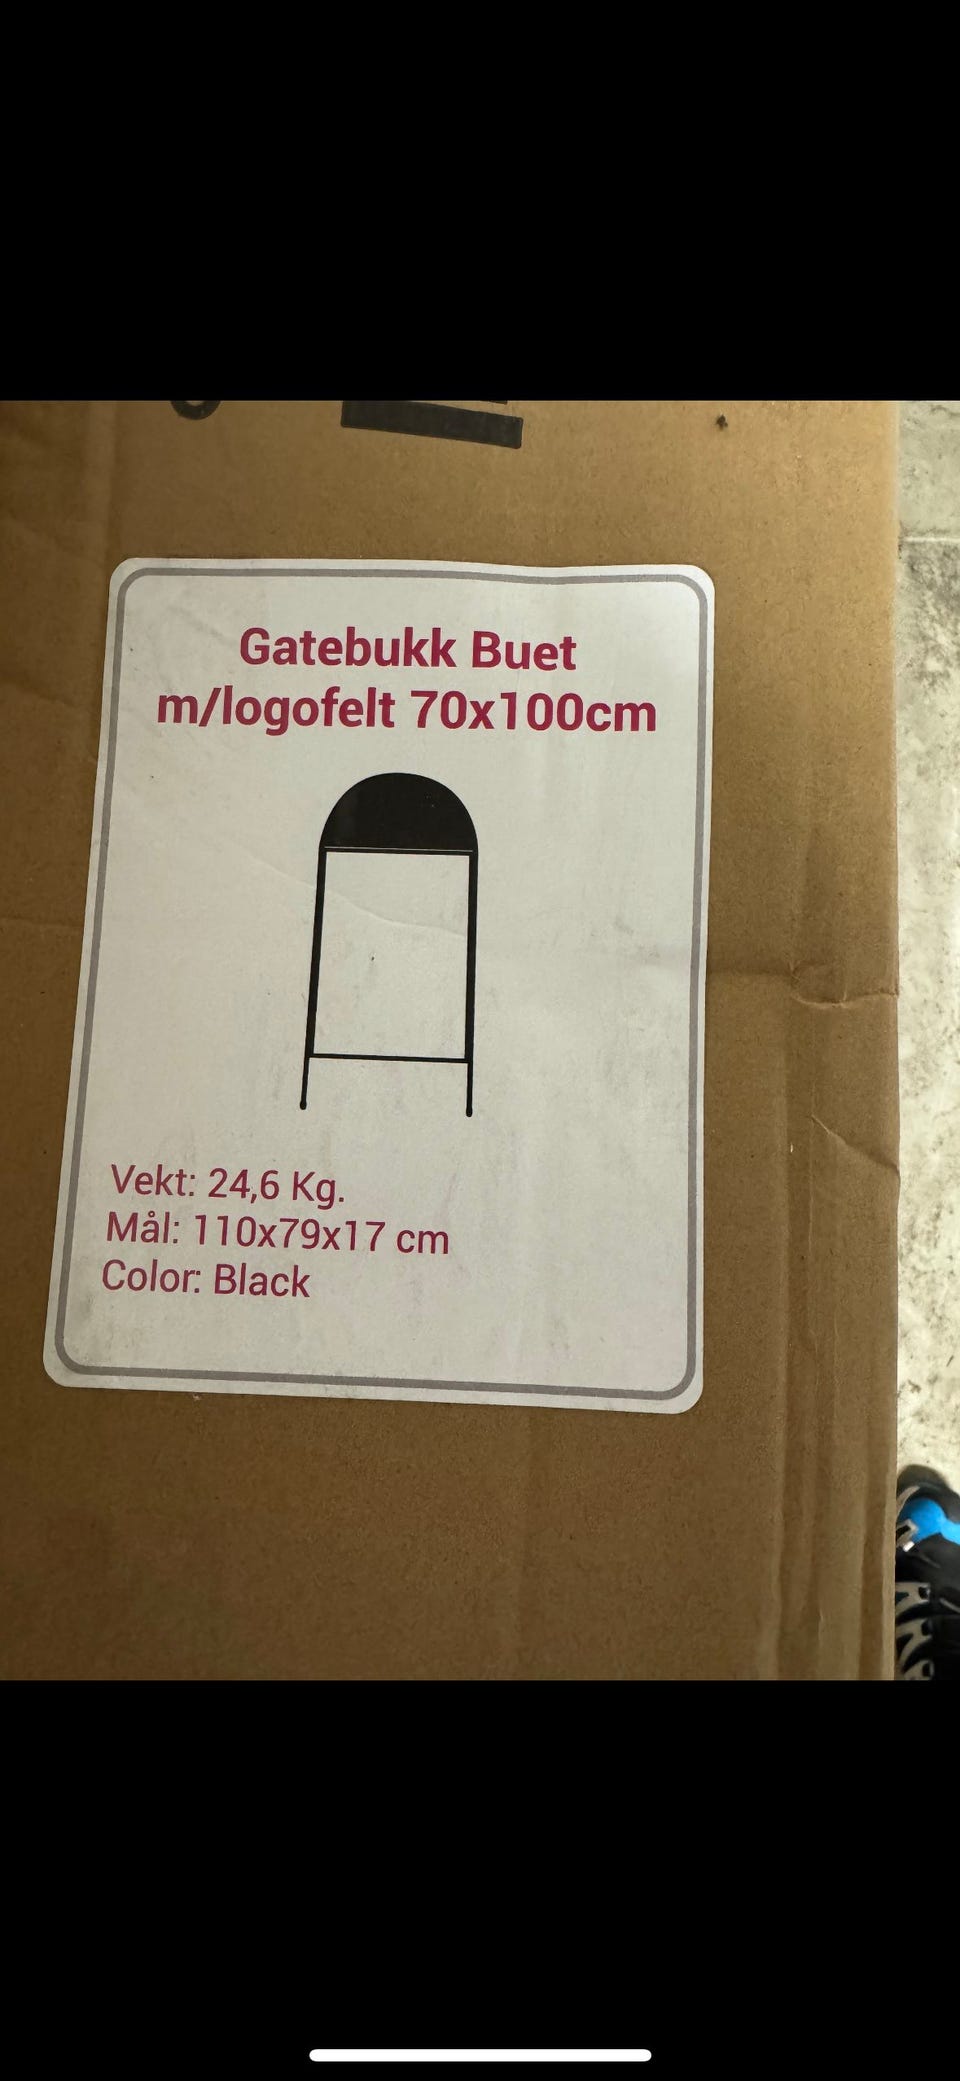 Gatebukk Buet
m/logofelt 70x100cm
Vekt: 24,6 Kg.
Mål: 110x79x17 cm
Color: Black